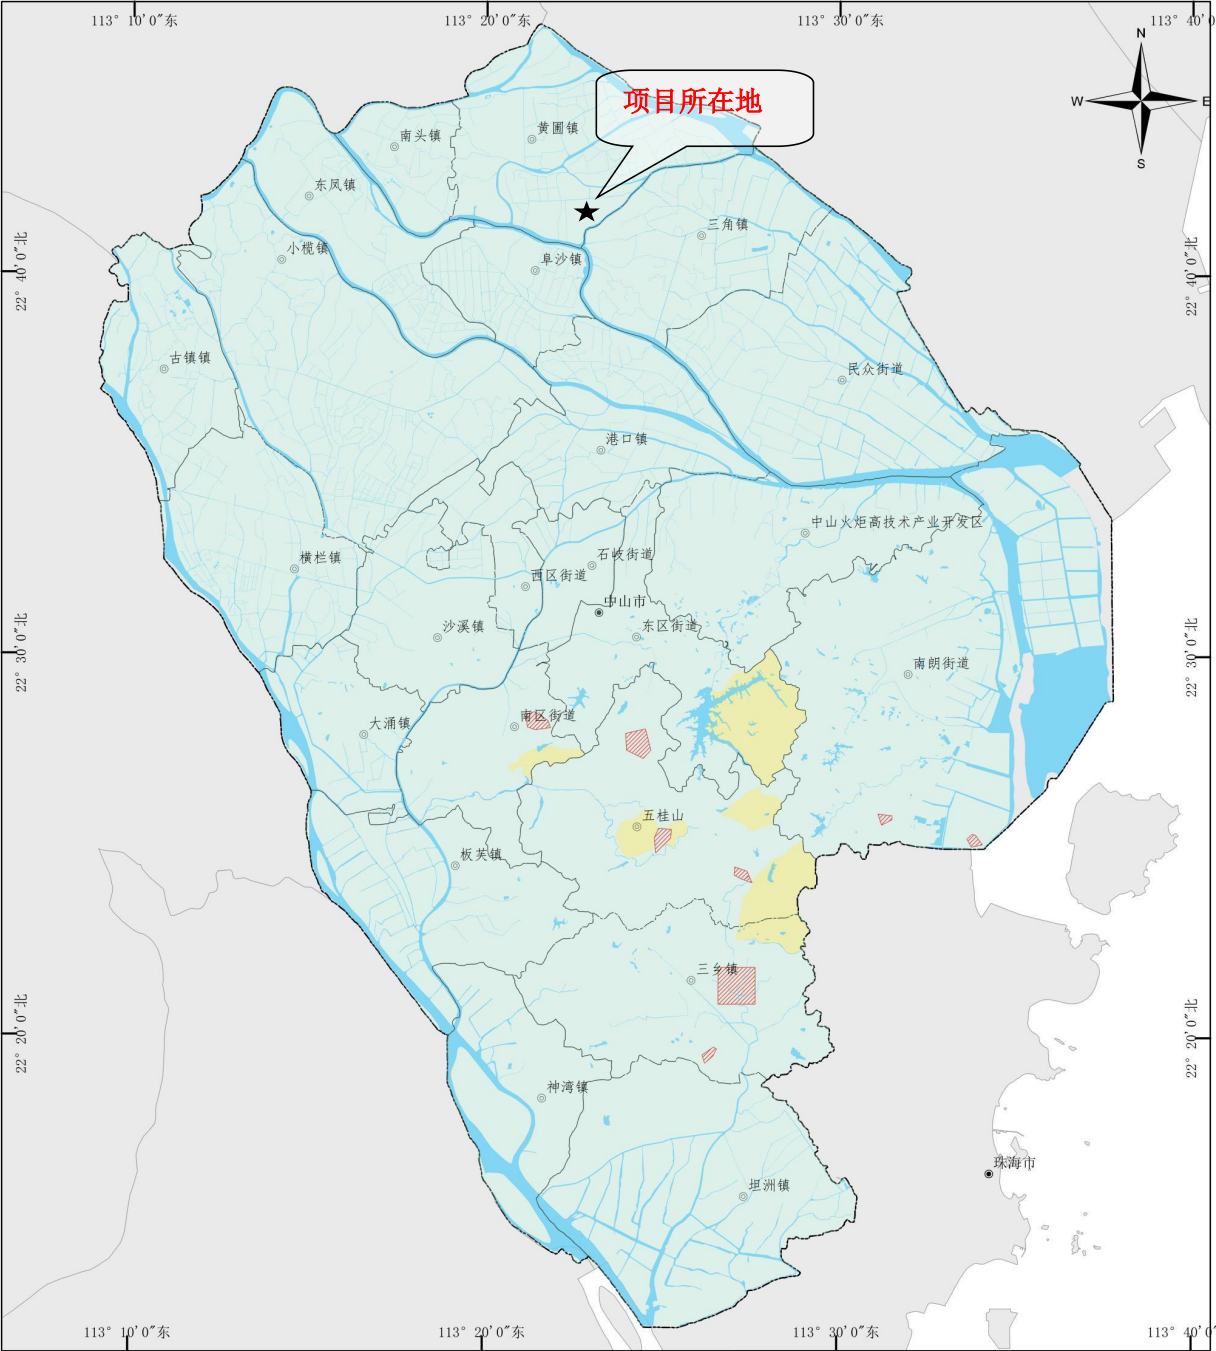 113° 10'0"东
113° 20'0"东
113° 30'0"东
113° 40'0
N
W
E
S
项目所在地
南头镇
黄圃镇
东凤镇
三角镇
小榄镇
阜沙镇
22° 40'0"北
22° 40'0"北
古镇镇
民众街道
港口镇
中山火炬高技术产业开发区
横栏镇
石岐街道
西区街道
中山市
沙溪镇
东区街道
22° 30'0"北
22° 30'0"北
南朗街道
大涌镇
南区街道
五桂山
板芙镇
三乡镇
22° 20'0"北
22° 20'0"北
神湾镇
珠海市
坦洲镇
113° 10'0"东
113° 20'0"东
113° 30'0"东
113° 40'0